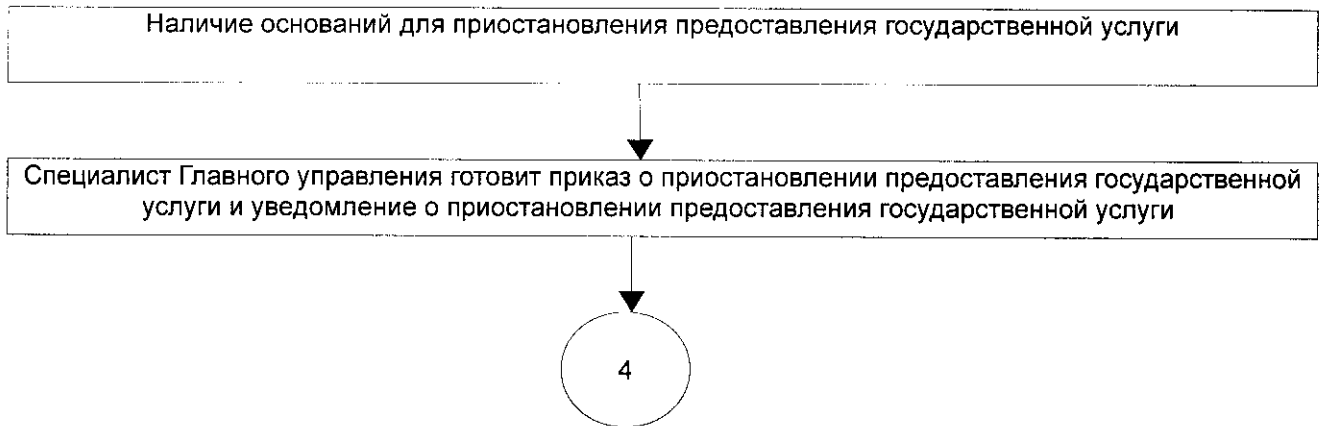 Наличие оснований для приостановления предоставления государственной услуги
Специалист Главного управления готовит приказ о приостановлении предоставления государственной
услуги и уведомление о приостановлении предоставления государственной услуги
4